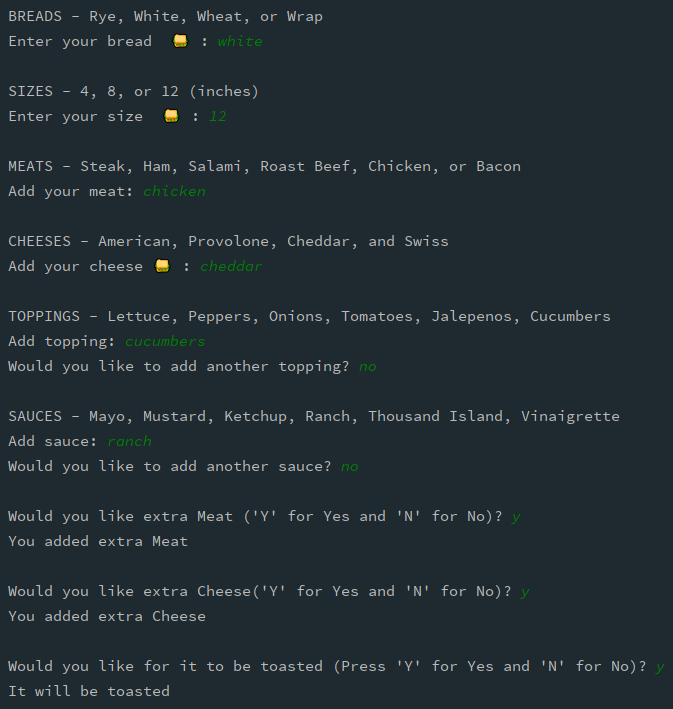 BREADS – Rye, White, Wheat, or Wrap
Enter your bread 🥪 : white
SIZES – 4, 8, or 12 (inches)
Enter your size 🥪 : 12
MEATS – Steak, Ham, Salami, Roast Beef, Chicken, or Bacon
Add your meat: chicken
CHEESES – American, Provolone, Cheddar, and Swiss
Add your cheese 🥪 : cheddar
TOPPINGS – Lettuce, Peppers, Onions, Tomatoes, Jalepenos, Cucumbers
Add topping: cucumbers
Would you like to add another topping? no
SAUCES – Mayo, Mustard, Ketchup, Ranch, Thousand Island, Vinaigrette
Add sauce: ranch
Would you like to add another sauce? no
Would you like extra Meat ('Y' for Yes and 'N' for No)? y
You added extra Meat
Would you like extra Cheese('Y' for Yes and 'N' for No)? y
You added extra Cheese
Would you like for it to be toasted (Press 'Y' for Yes and 'N' for No)? y
It will be toasted